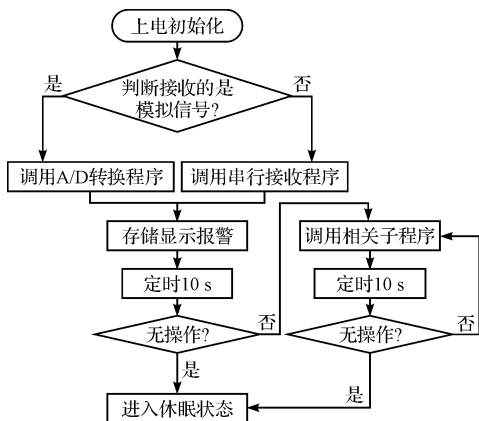 上电初始化
是
判断接收的是
模拟信号?
否
调用A/D转换程序
调用串行接收程序
存储显示报警
调用相关子程序
定时10 s
定时10 s
无操作?
否
无操作?
否
是
是
进入休眠状态